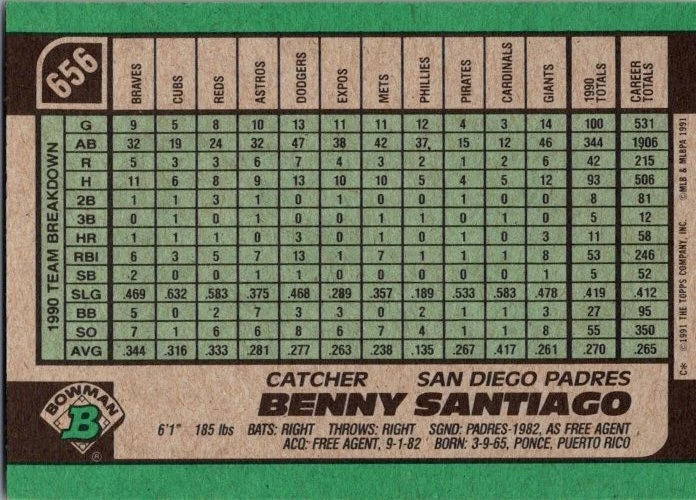 656 BRAVES CUBS REDS ASTROS DODGERS EXPOS METS PHILLIES PIRATES CARDINALS GIANTS 1990 TOTALS CAREER TOTALS
1990 TEAM BREAKDOWN
G 9 5 8 10 13 11 11 12 4 3 14 100 531
AB 32 19 24 32 47 38 42 37 15 12 46 344 1906
R 5 3 3 6 7 4 3 2 1 2 6 42 215
H 11 6 8 9 13 10 10 5 4 5 12 93 506
2B 1 1 3 1 0 1 0 0 1 0 0 8 81
3B 0 1 0 1 0 0 1 1 0 1 5 12
HR 1 1 1 0 3 0 1 0 1 0 3 11 58
RBI 6 3 5 7 13 1 7 1 1 1 8 53 246
SB 2 0 0 1 1 0 0 0 0 0 1 5 52
SLG .469 .632 .583 .375 .468 .289 .357 .189 .533 .583 .478 .419 .412
BB 5 0 2 7 3 3 0 2 1 1 3 27 95
SO 7 1 6 6 8 6 7 4 1 1 8 55 350
AVG .344 .316 .333 .281 .277 .263 .238 .135 .267 .417 .261 .270 .265
C* ©1991 THE TOPPS COMPANY, INC. ©MLB & MLBPA 1991
CATCHER SAN DIEGO PADRES
BENNY SANTIAGO
BOWMAN
B
®
6'1" 185 lbs BATS: RIGHT THROWS: RIGHT SGND: PADRES-1982, AS FREE AGENT
ACQ: FREE AGENT, 9-1-82 BORN: 3-9-65, PONCE, PUERTO RICO